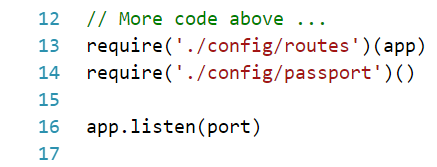 12 // More code above ...
13 require('./config/routes')(app)
14 require('./config/passport')()
15
16 app.listen(port)
17